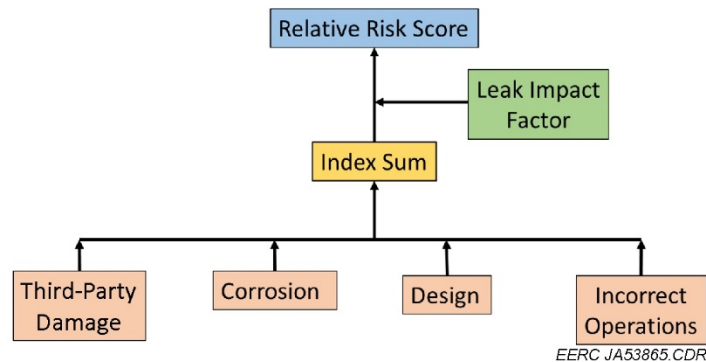 Relative Risk Score
Leak Impact
Factor
Index Sum
Third-Party
Damage
Corrosion
Design
Incorrect
Operations
EERC JA53865.CDR